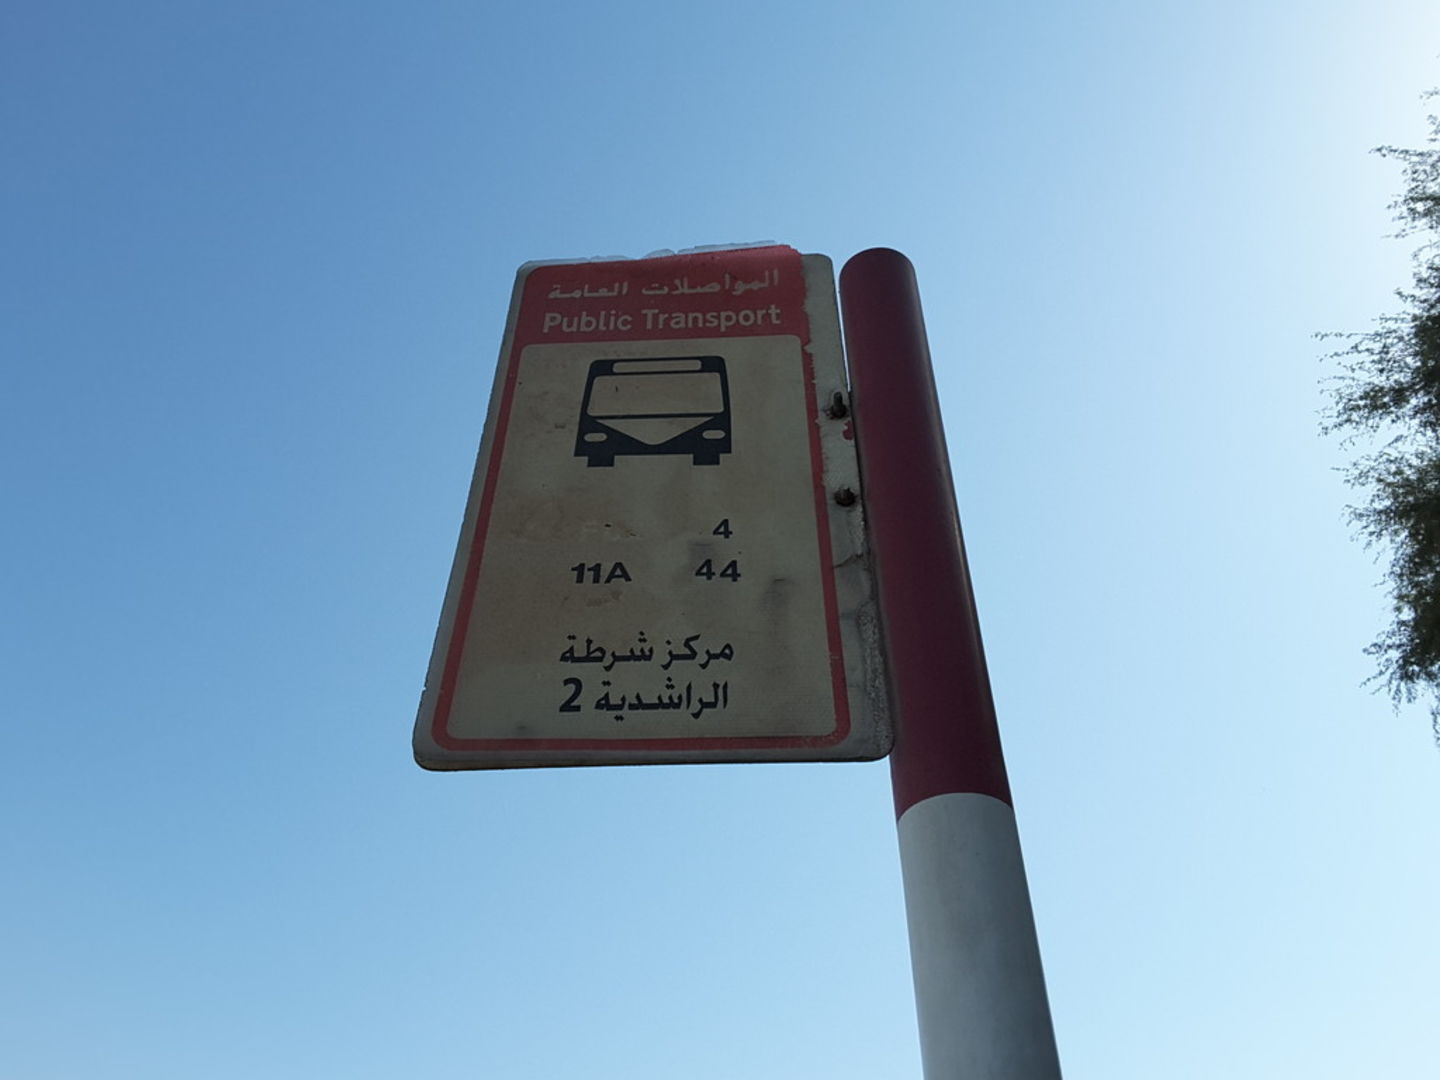 المواصلات العامة
Public Transport
4
11A 44
مركز شرطة
الراشدية 2